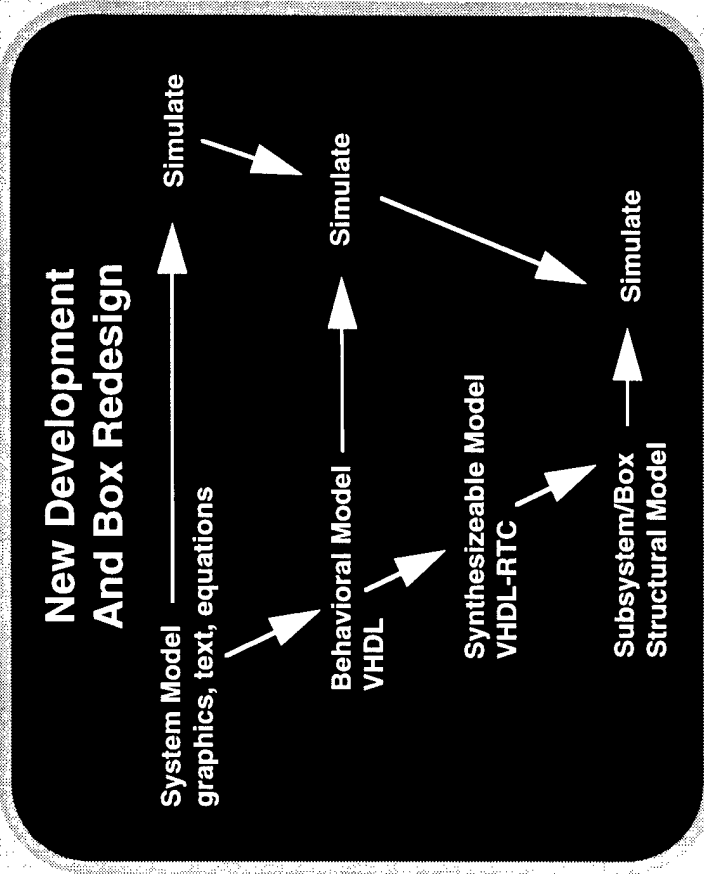 New Development
And Box Redesign
System Model
graphics, text, equations
Simulate
Behavioral Model
VHDL
Simulate
Synthesizeable Model
VHDL-RTC
Subsystem/Box
Structural Model
Simulate